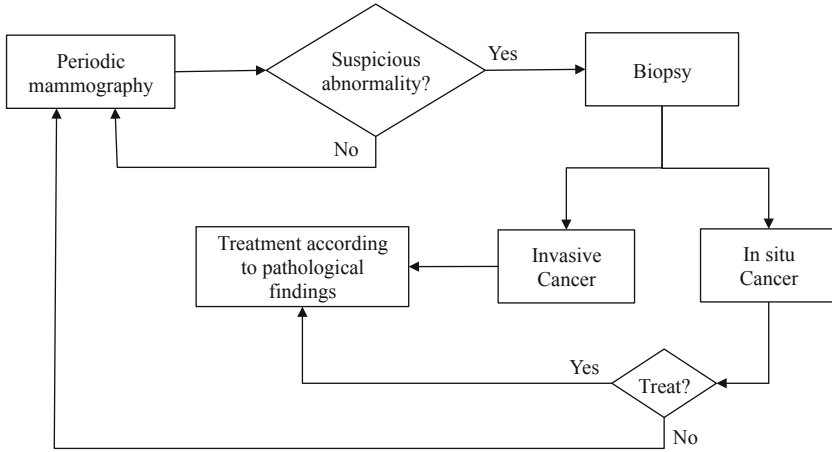 Periodic
mammography
Suspicious
abnormality?
Yes
Biopsy
No
Treatment according
to pathological
findings
Invasive
Cancer
In situ
Cancer
Yes
Treat?
No